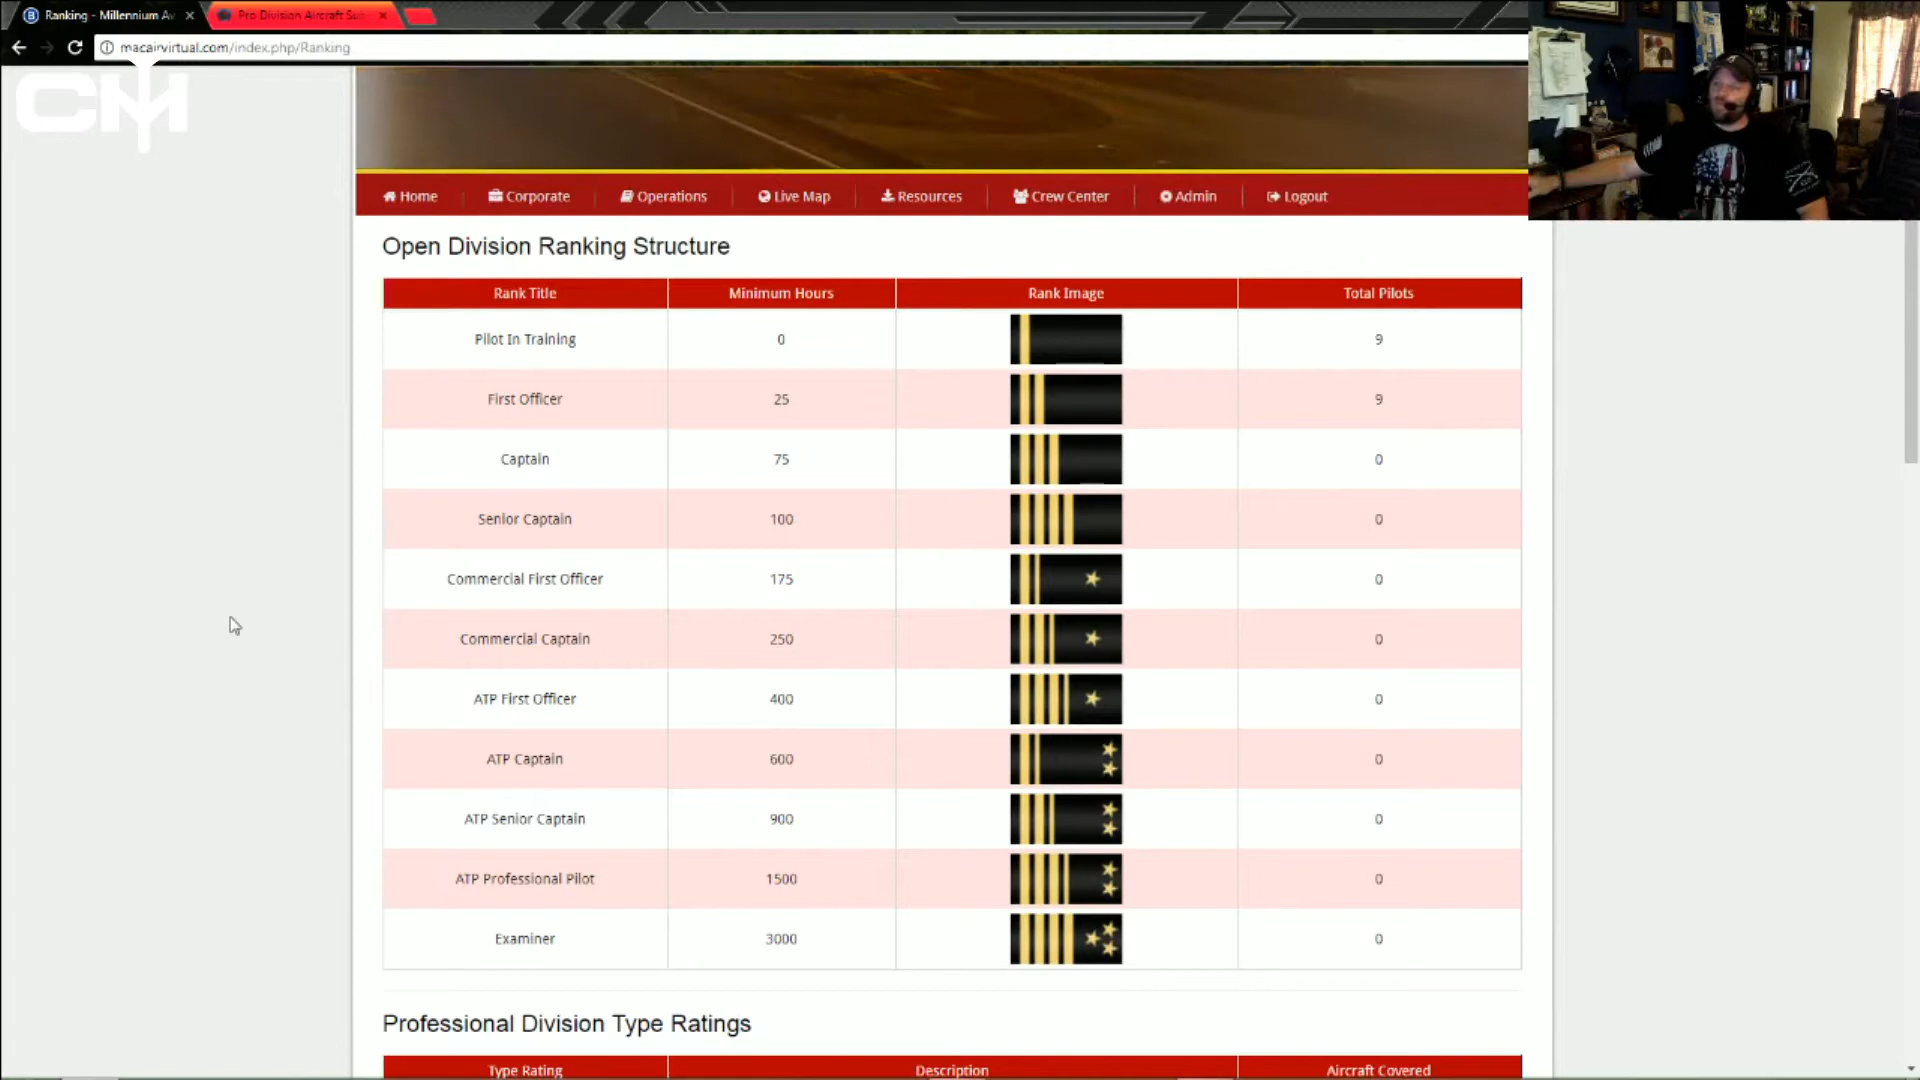 Ranking - Millennium Av
Pro Division Aircraft Su
macairvirtual.com/index.php/Ranking
CM
Home
Corporate
Operations
Live Map
Resources
Crew Center
Admin
Logout
Open Division Ranking Structure
Rank Title Minimum Hours Rank Image Total Pilots
Pilot In Training 0 9
First Officer 25 9
Captain 75 0
Senior Captain 100 0
Commercial First Officer 175 0
Commercial Captain 250 0
ATP First Officer 400 0
ATP Captain 600 0
ATP Senior Captain 900 0
ATP Professional Pilot 1500 0
Examiner 3000 0
Professional Division Type Ratings
Type Rating Description Aircraft Covered